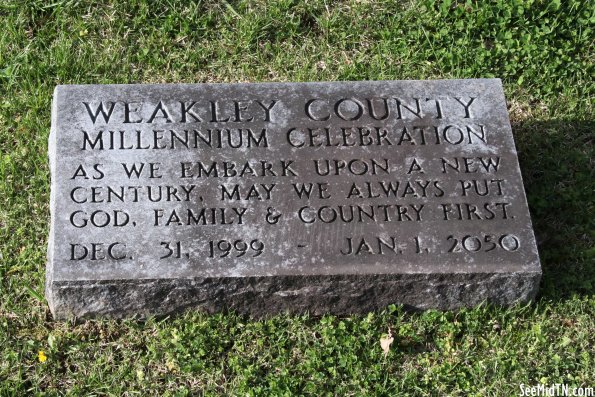 WEAKLEY COUNTY
MILLENNIUM CELEBRATION
AS WE EMBARK UPON A NEW
CENTURY, MAY WE ALWAYS PUT
GOD, FAMILY & COUNTRY FIRST.
DEC. 31, 1999 - JAN. 1, 2050
SeeMidTN.com